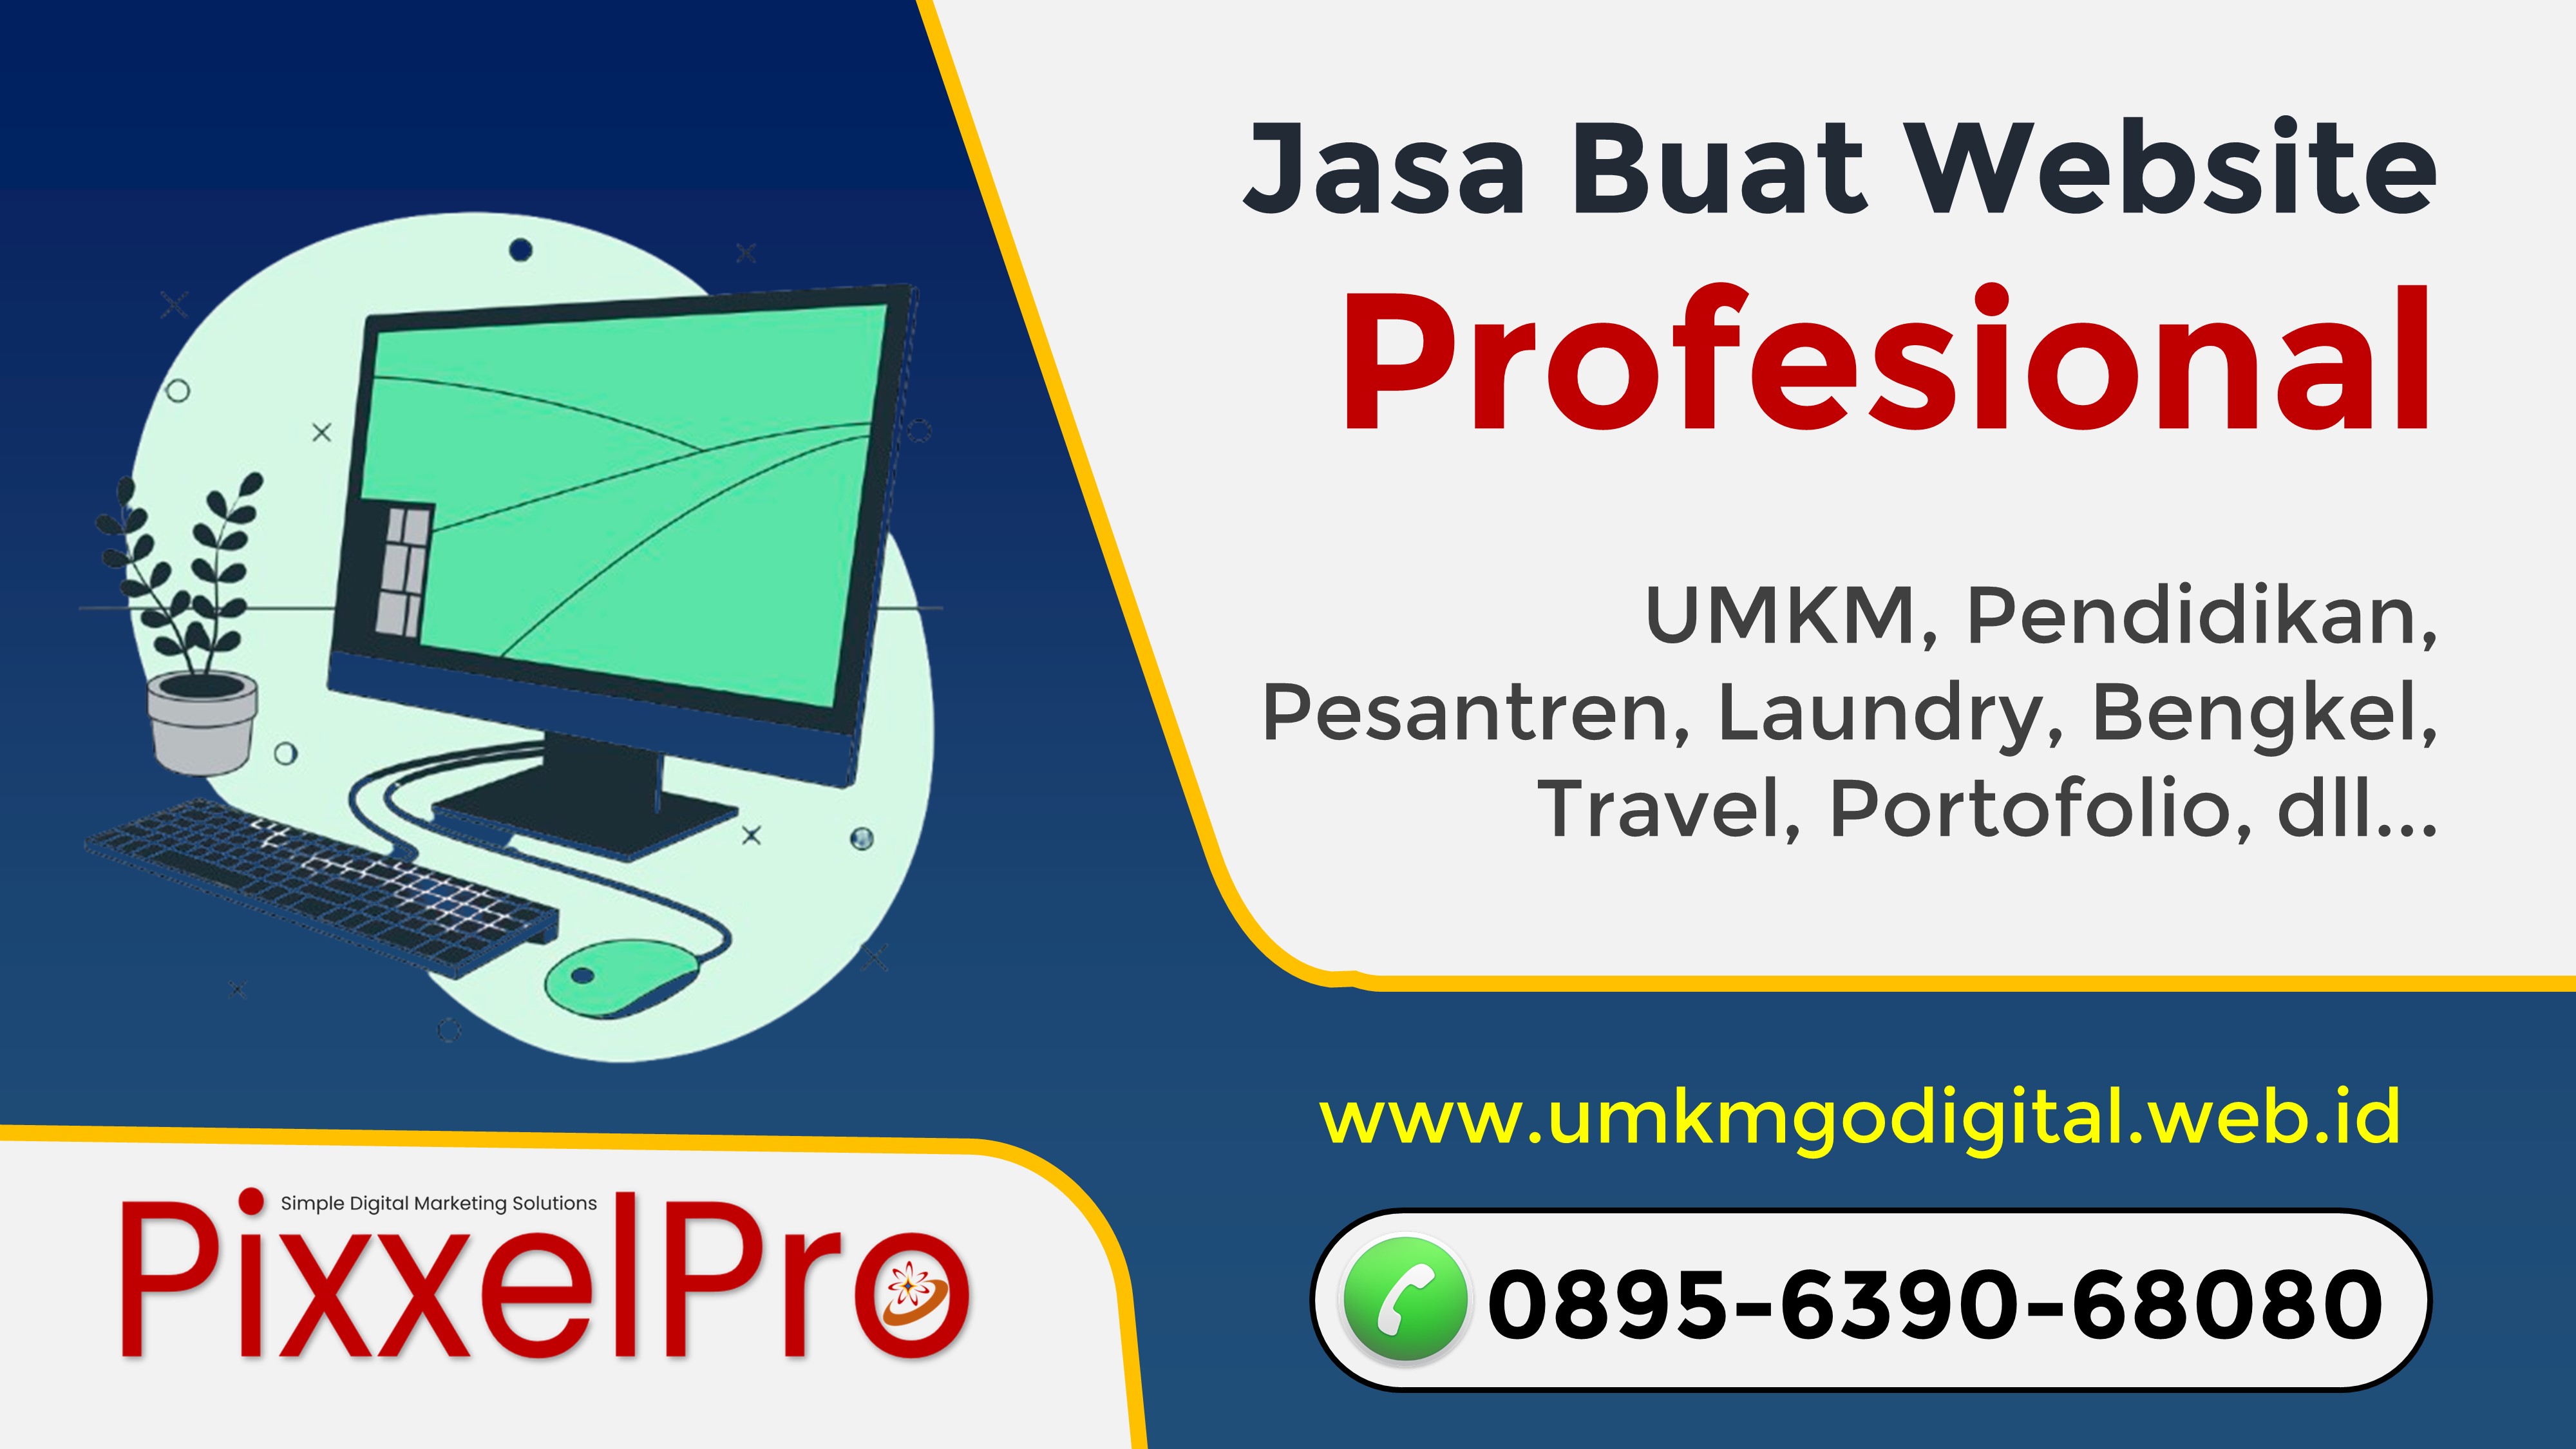 Jasa Buat Website
Profesional
UMKM, Pendidikan,
Pesantren, Laundry, Bengkel,
Travel, Portofolio, dll...
www.umkmgodigital.web.id
0895-6390-68080
Simple Digital Marketing Solutions
PixxelPro